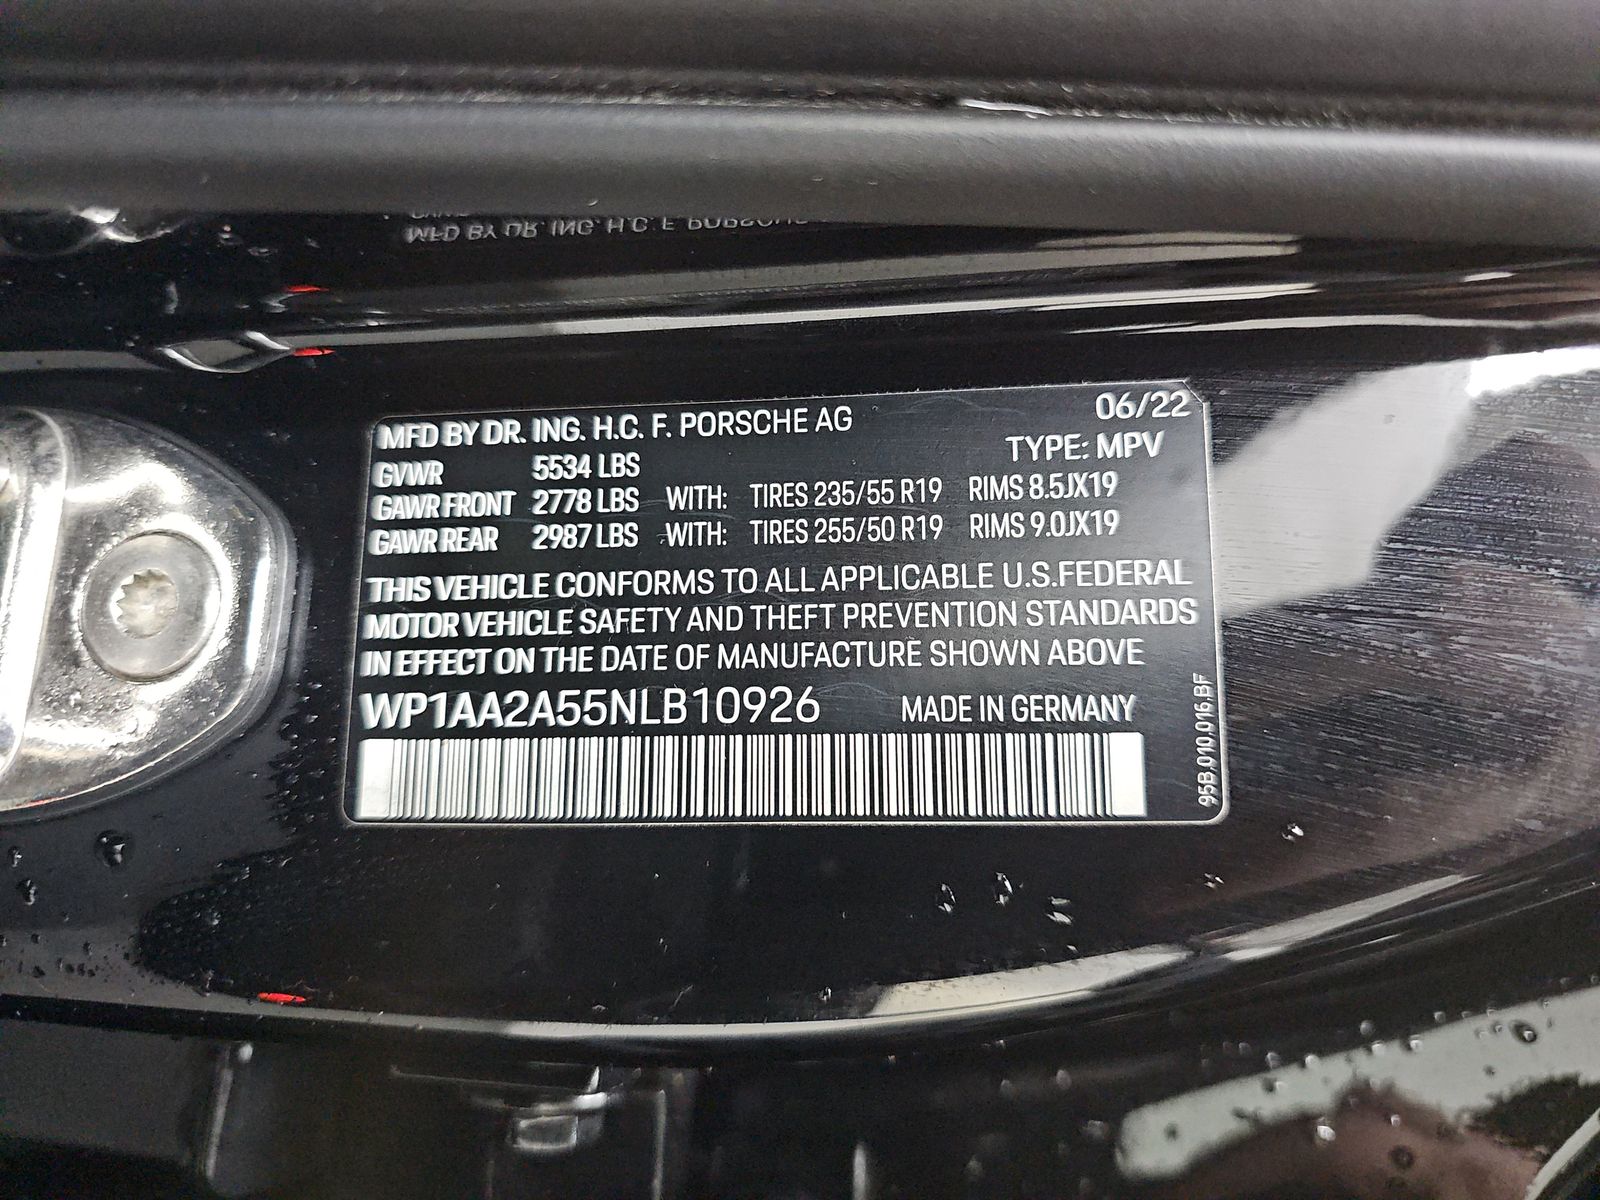 MFD BY DR. ING. H.C. F. PORSCHE AG 06/22
TYPE: MPV
GVWR 5534 LBS
GAWR FRONT 2778 LBS WITH: TIRES 235/55 R19 RIMS 8.5JX19
GAWR REAR 2987 LBS WITH: TIRES 255/50 R19 RIMS 9.0JX19
THIS VEHICLE CONFORMS TO ALL APPLICABLE U.S.FEDERAL
MOTOR VEHICLE SAFETY AND THEFT PREVENTION STANDARDS
IN EFFECT ON THE DATE OF MANUFACTURE SHOWN ABOVE
WP1AA2A55NLB10926 MADE IN GERMANY
95B.010.016.BF